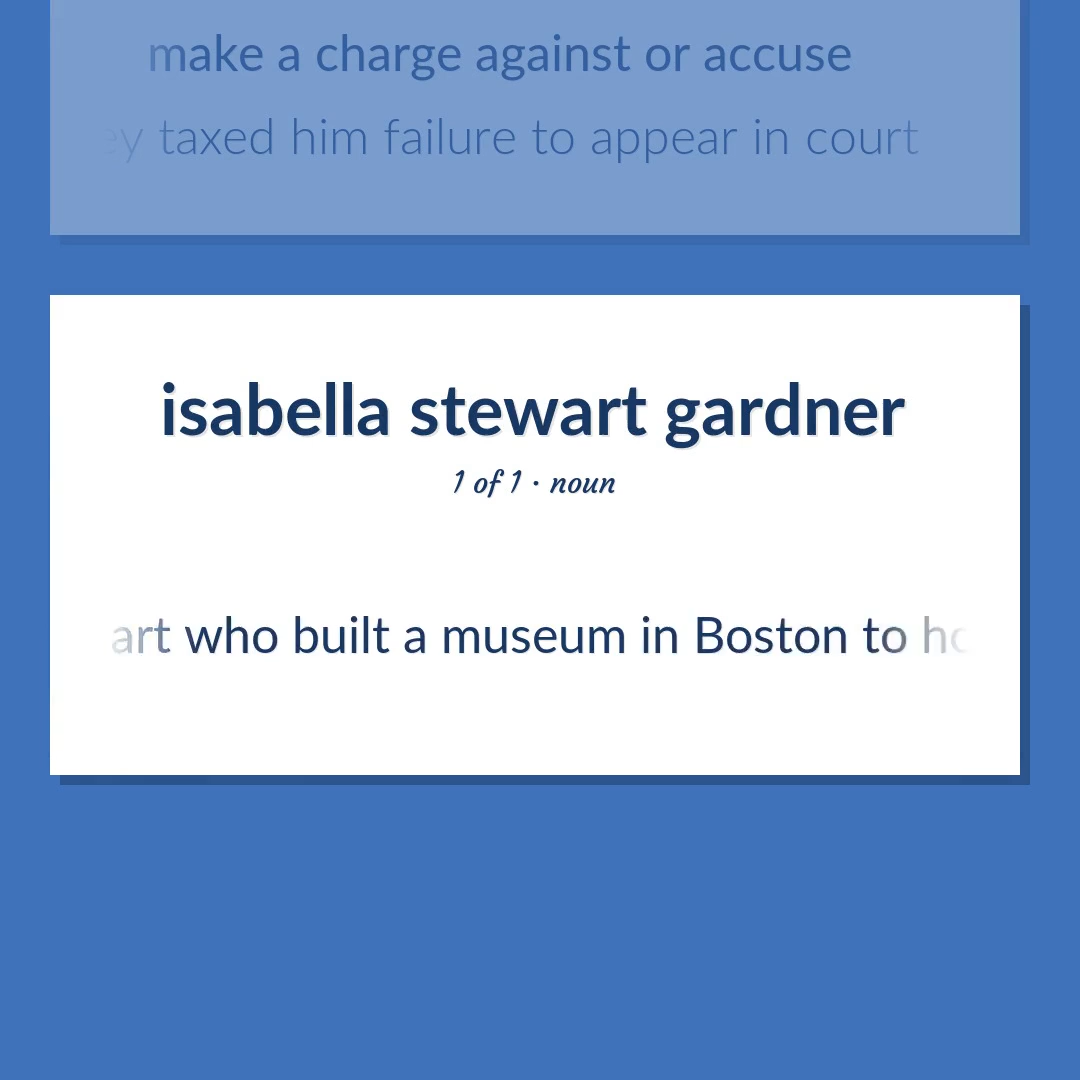 make a charge against or accuse
taxed him failure to appear in court
isabella stewart gardner
1 of 1 · noun
art who built a museum in Boston to